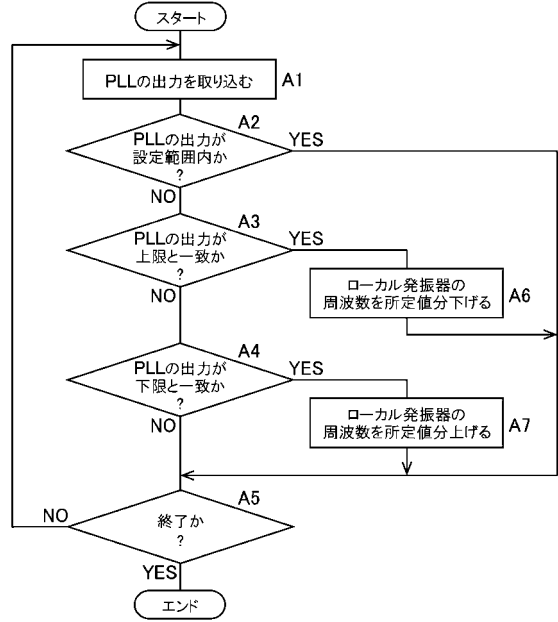 スタート
PLLの出力を取り込む
A1
A2
PLLの出力が
設定範囲内か
?
YES
NO
A3
PLLの出力が
上限と一致か
?
YES
NO
ローカル発振器の
周波数を所定値分下げる
A6
A4
PLLの出力が
下限と一致か
?
YES
NO
ローカル発振器の
周波数を所定値分上げる
A7
A5
終了か
?
NO
YES
エンド